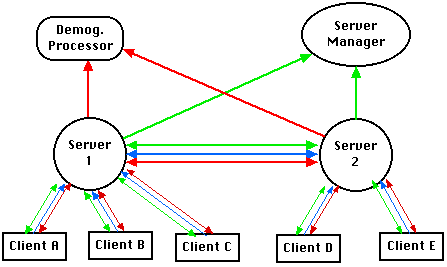 Demog.
Processor
Server
Manager
Server
1
Server
2
Client A
Client B
Client C
Client D
Client E